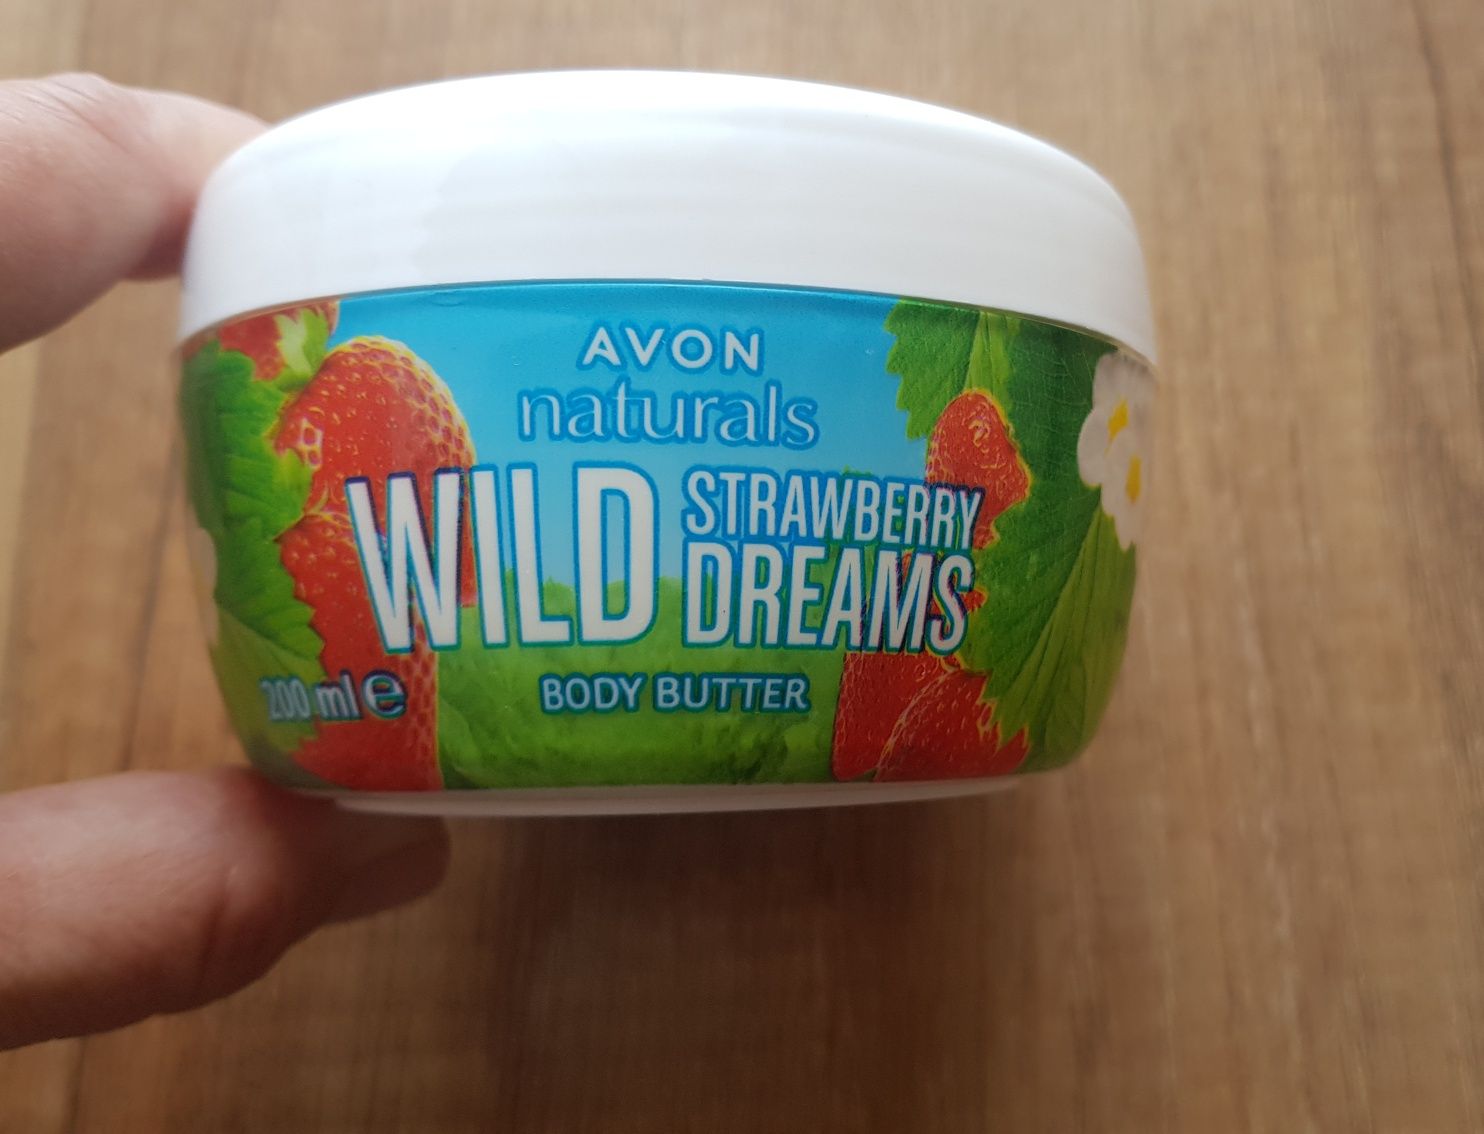 AVON
naturals
WILD STRAWBERRY
DREAMS
BODY BUTTER
200 ml e